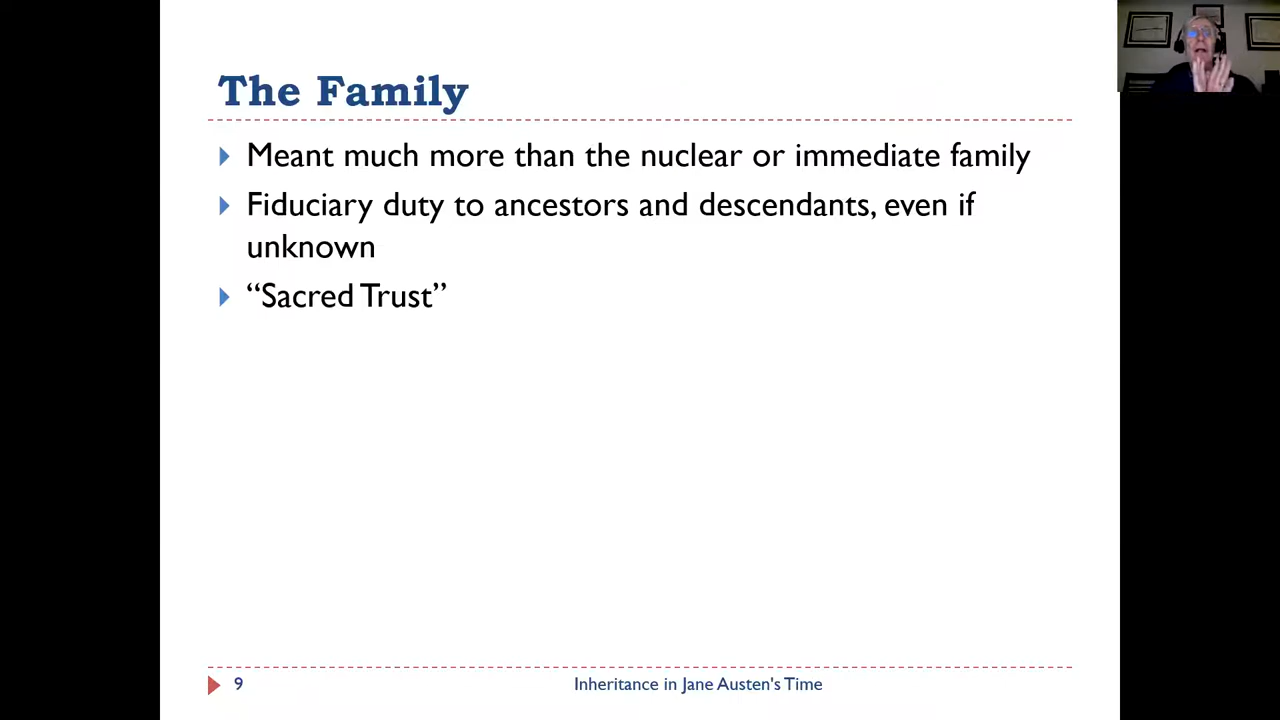 The Family
Meant much more than the nuclear or immediate family
Fiduciary duty to ancestors and descendants, even if
unknown
“Sacred Trust”
9
Inheritance in Jane Austen's Time